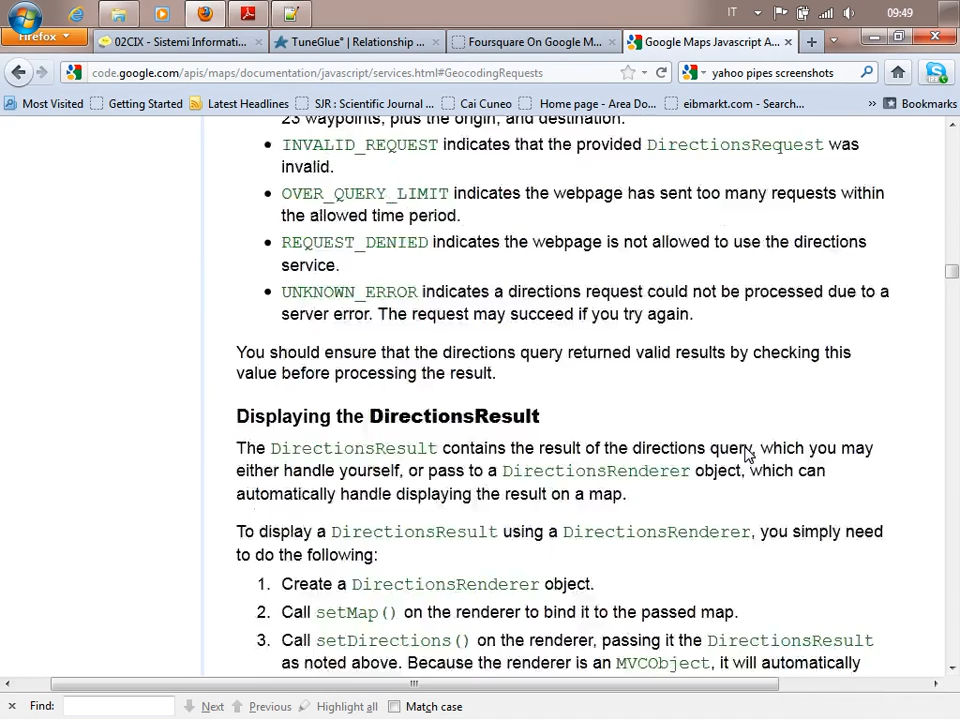 IT 09:49
Firefox
02CIX - Sistemi Informati... TuneGlue° | Relationship ... Foursquare On Google M... Google Maps Javascript A...
code.google.com/apis/maps/documentation/javascript/services.html#GeocodingRequests yahoo pipes screenshots
Most Visited Getting Started Latest Headlines SJR : Scientific Journal ... Cai Cuneo Home page - Area Do... eibmarkt.com - Search... » Bookmarks
23 waypoints, plus the origin, and destination.
• INVALID_REQUEST indicates that the provided DirectionsRequest was
invalid.
• OVER_QUERY_LIMIT indicates the webpage has sent too many requests within
the allowed time period.
• REQUEST_DENIED indicates the webpage is not allowed to use the directions
service.
• UNKNOWN_ERROR indicates a directions request could not be processed due to a
server error. The request may succeed if you try again.
You should ensure that the directions query returned valid results by checking this
value before processing the result.
Displaying the DirectionsResult
The DirectionsResult contains the result of the directions query, which you may
either handle yourself, or pass to a DirectionsRenderer object, which can
automatically handle displaying the result on a map.
To display a DirectionsResult using a DirectionsRenderer, you simply need
to do the following:
1. Create a DirectionsRenderer object.
2. Call setMap() on the renderer to bind it to the passed map.
3. Call setDirections() on the renderer, passing it the DirectionsResult
as noted above. Because the renderer is an MVCObject, it will automatically
Find: Next Previous Highlight all Match case